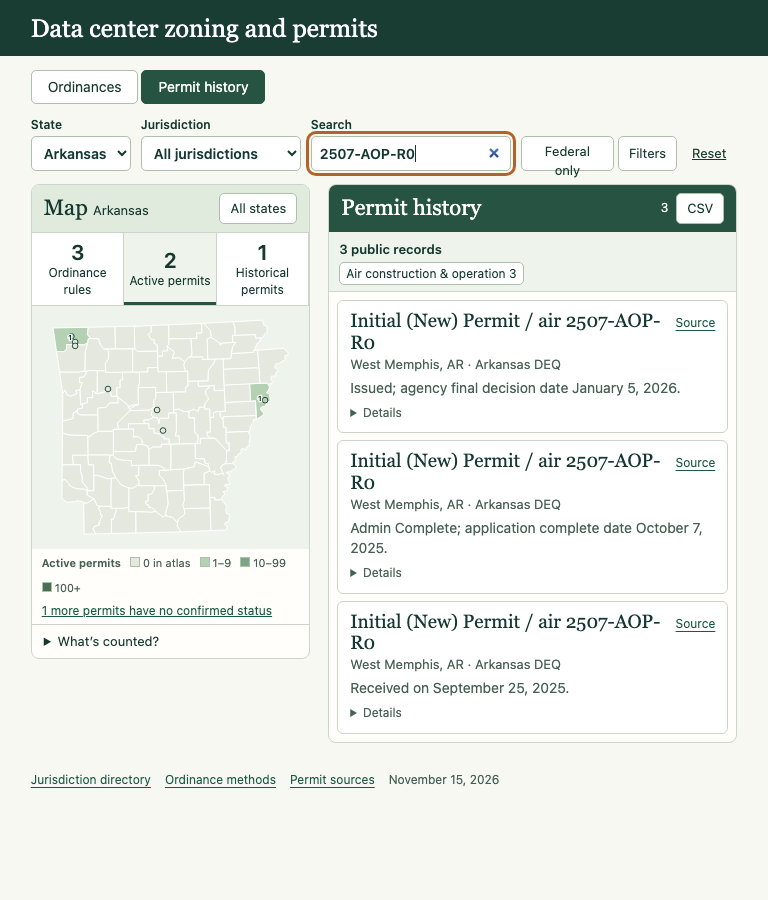 Data center zoning and permits
Ordinances
Permit history
State
Jurisdiction
Search
Arkansas
All jurisdictions
2507-AOP-R0
Federal
only
Filters
Reset
Map Arkansas
All states
3
Ordinance
rules
2
Active permits
1
Historical
permits
1
1
Active permits
0 in atlas
1–9
10–99
100+
1 more permits have no confirmed status
What's counted?
Permit history
3
CSV
3 public records
Air construction & operation 3
Initial (New) Permit / air 2507-AOP-
R0
Source
West Memphis, AR · Arkansas DEQ
Issued; agency final decision date January 5, 2026.
Details
Initial (New) Permit / air 2507-AOP-
R0
Source
West Memphis, AR · Arkansas DEQ
Admin Complete; application complete date October 7,
2025.
Details
Initial (New) Permit / air 2507-AOP-
R0
Source
West Memphis, AR · Arkansas DEQ
Received on September 25, 2025.
Details
Jurisdiction directory
Ordinance methods
Permit sources
November 15, 2026